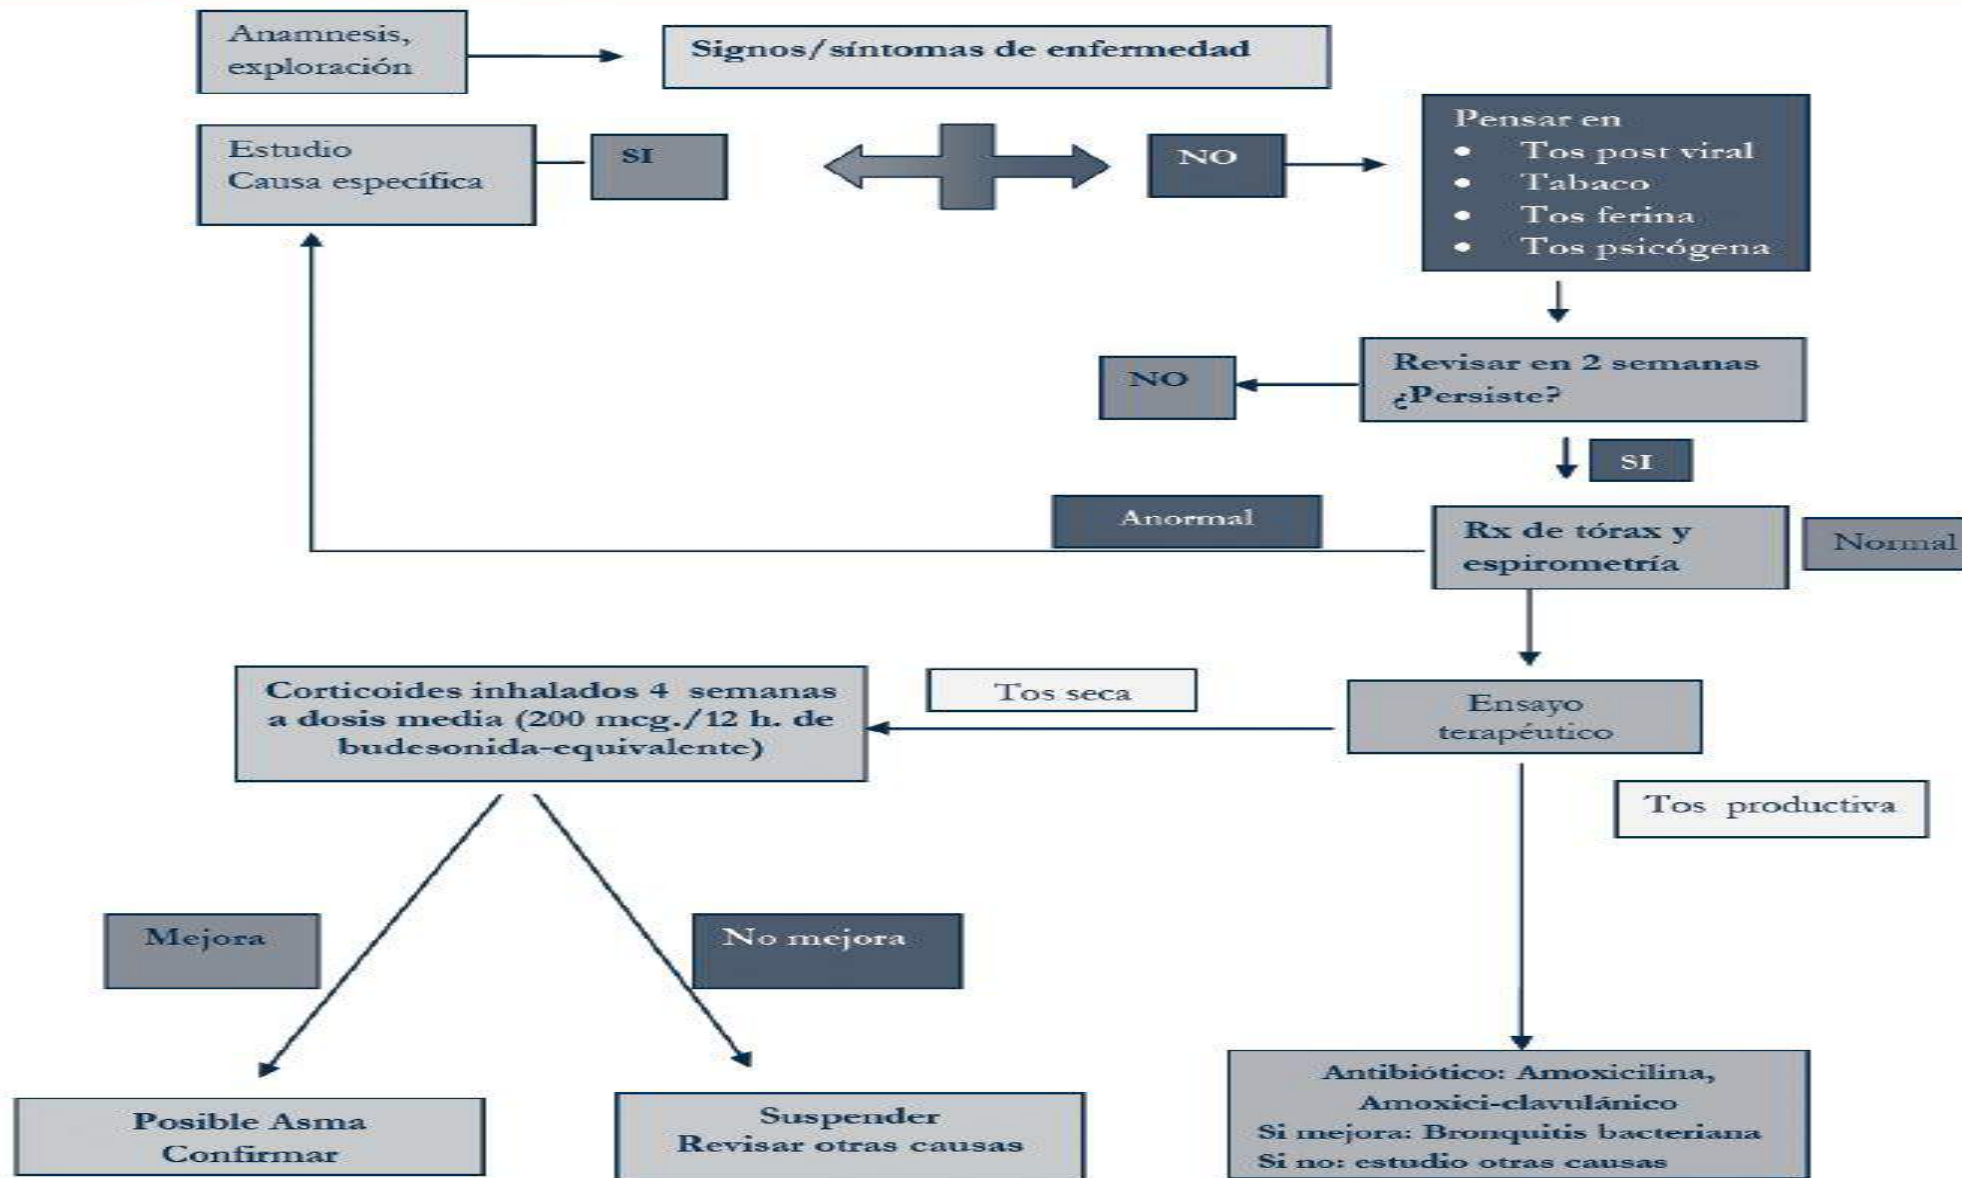 Anamnesis,
exploración
Signos/síntomas de enfermedad
Estudio
Causa específica
SI
NO
Pensar en
• Tos post viral
• Tabaco
• Tos ferina
• Tos psicógena
Revisar en 2 semanas
¿Persiste?
NO
SI
Anormal
Rx de tórax y
espirometría
Normal
Corticoides inhalados 4 semanas
a dosis media (200 mcg./12 h. de
budesonida-equivalente)
Tos seca
Ensayo
terapéutico
Tos productiva
Mejora
No mejora
Posible Asma
Confirmar
Suspender
Revisar otras causas
Antibiótico: Amoxicilina,
Amoxici-clavulánico
Si mejora: Bronquitis bacteriana
Si no: estudio otras causas